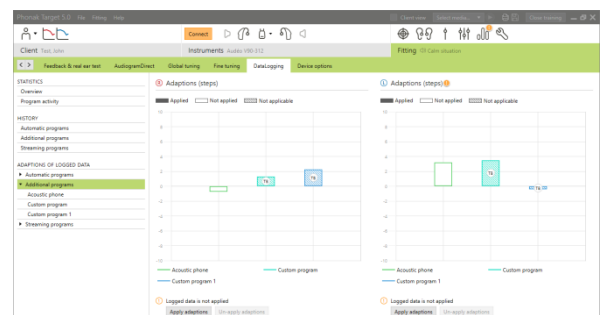 Phonak Target 5.0 File Fitting Help
Client view Select media... Close training
Connect
Client Test, John
Instruments Audéo V90-312
Fitting Calm situation
Feedback & real ear test AudiogramDirect Global tuning Fine tuning DataLogging Device options
STATISTICS
Overview
Program activity
HISTORY
Automatic programs
Additional programs
Streaming programs
ADAPTIONS OF LOGGED DATA
Automatic programs
Additional programs
Acoustic phone
Custom program
Custom program 1
Streaming programs
R Adaptions (steps)
Applied Not applied Not applicable
10
8
6
4
2
0
-2
-4
-6
-8
-10
Acoustic phone Custom program
Custom program 1
Logged data is not applied
Apply adaptions Un-apply adaptions
L Adaptions (steps)
Applied Not applied Not applicable
10
8
6
4
2
0
-2
-4
-6
-8
-10
Acoustic phone Custom program
Custom program 1
Logged data is not applied
Apply adaptions Un-apply adaptions